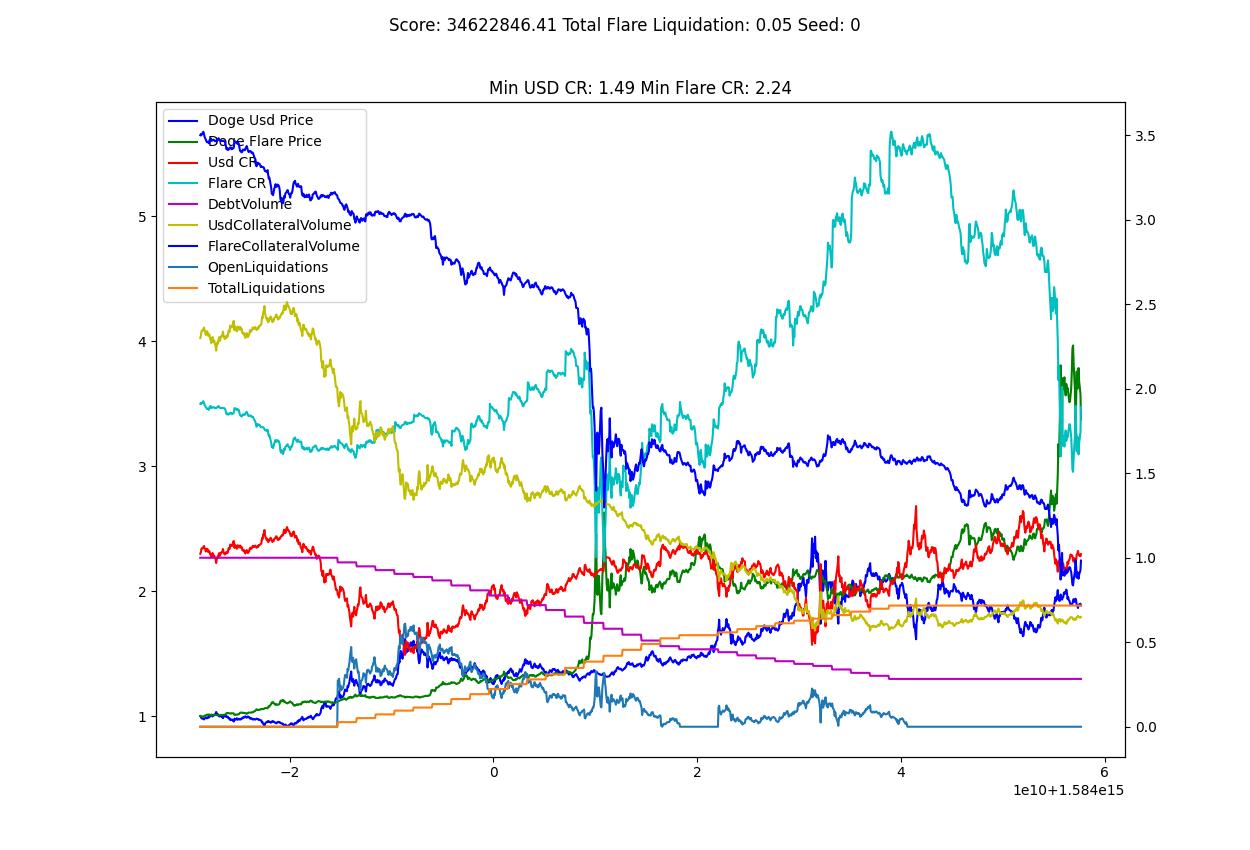 Score: 34622846.41 Total Flare Liquidation: 0.05 Seed: 0
Min USD CR: 1.49 Min Flare CR: 2.24
Doge Usd Price
Doge Flare Price
Usd CR
Flare CR
DebtVolume
UsdCollateralVolume
FlareCollateralVolume
OpenLiquidations
TotalLiquidations
5
4
3
2
1
3.5
3.0
2.5
2.0
1.5
1.0
0.5
0.0
−2
0
2
4
6
1e10+1.584e15